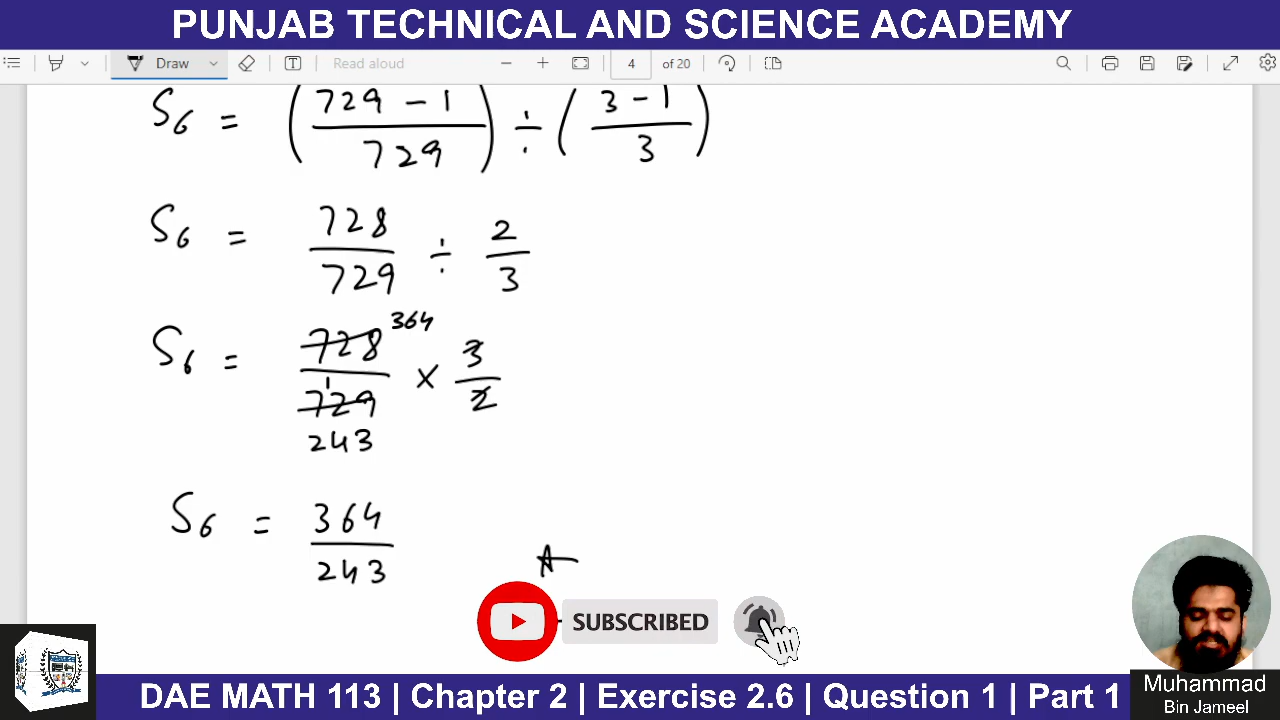 PUNJAB TECHNICAL AND SCIENCE ACADEMY
Draw Read aloud 4 of 20
S₆ = (729 - 1 / 729) ÷ (3 - 1 / 3)
S₆ = 728 / 729 ÷ 2 / 3
364
S₆ = 728 / 729 × 3 / 2
1
243
S₆ = 364 / 243
A
SUBSCRIBED
Muhammad
Bin Jameel
DAE MATH 113 | Chapter 2 | Exercise 2.6 | Question 1 | Part 1